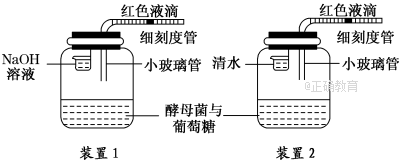 红色液滴
细刻度管
NaOH
溶液
小玻璃管
红色液滴
细刻度管
清水
小玻璃管
@正确教育
酵母菌与
葡萄糖
装置1
装置2